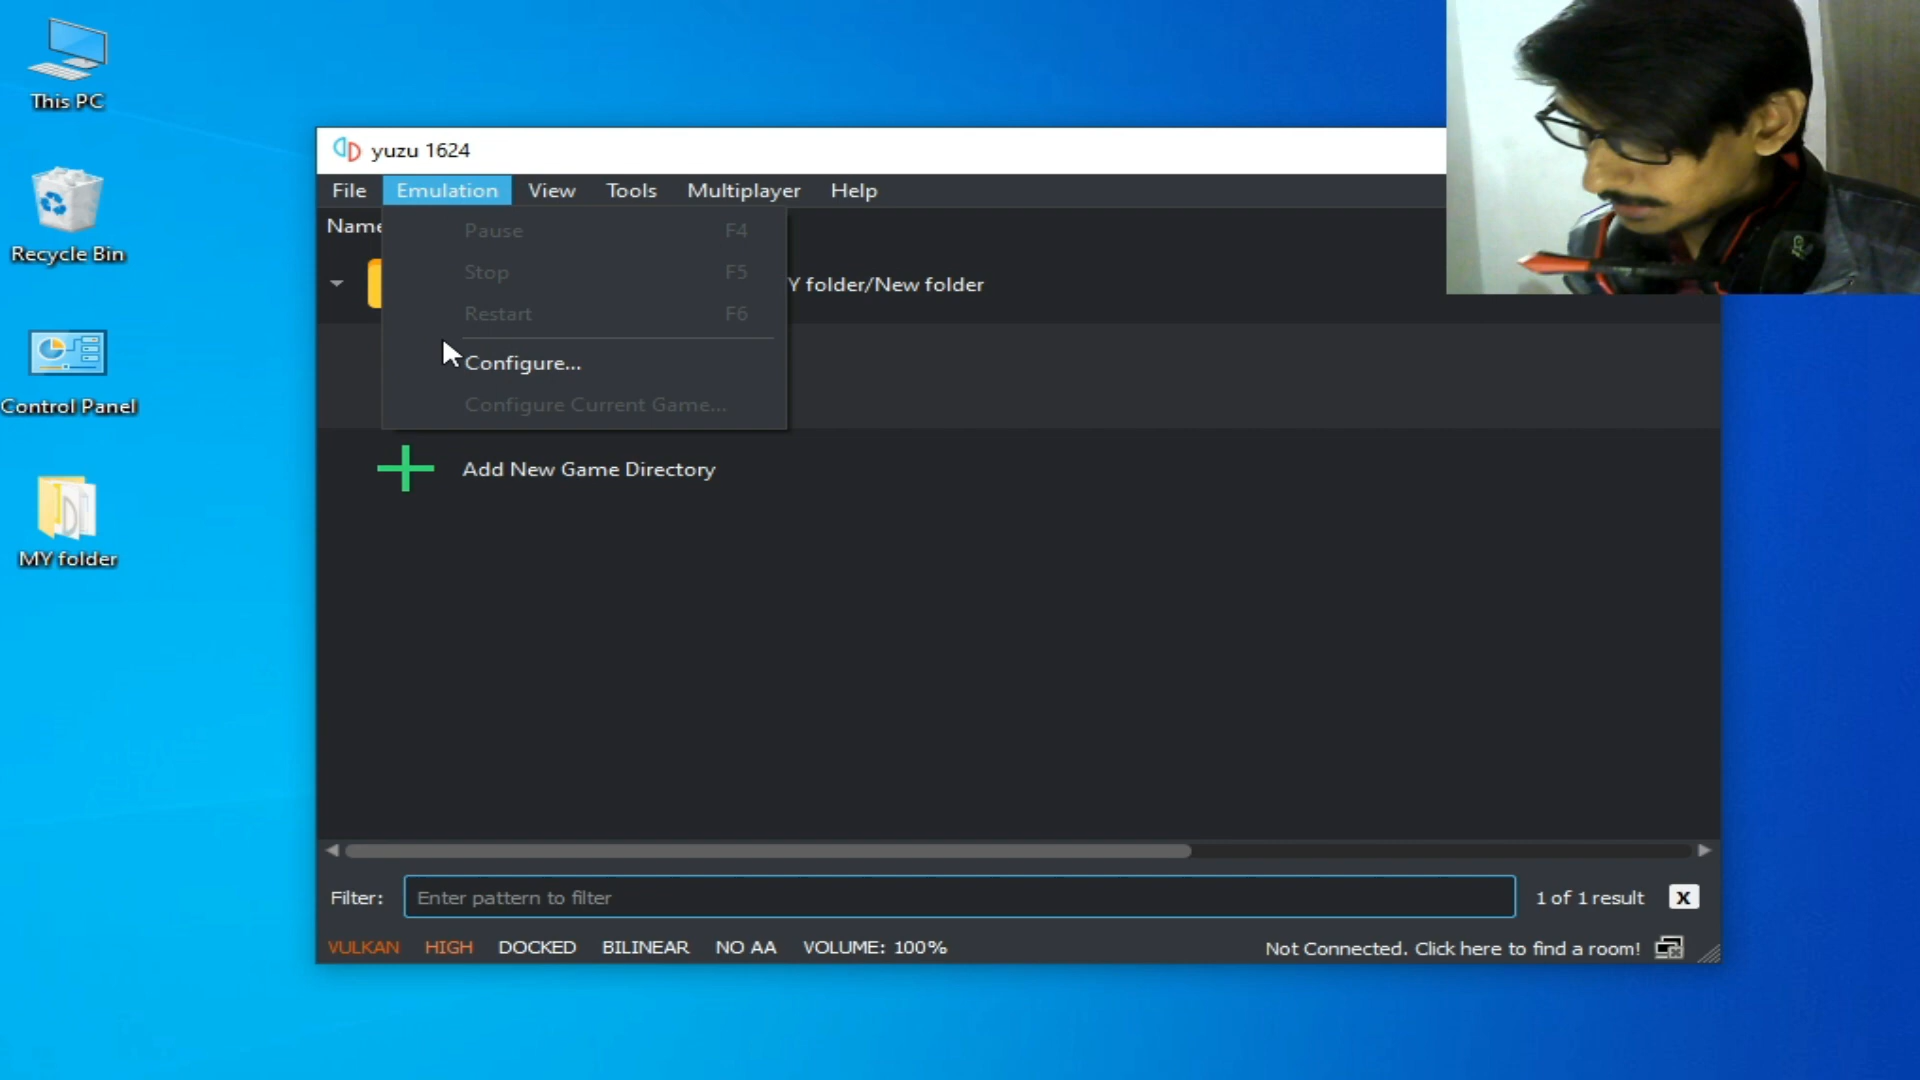 This PC
Recycle Bin
Control Panel
MY folder
yuzu 1624
File Emulation View Tools Multiplayer Help
Name
Pause F4
Stop F5
Restart F6
Configure...
Configure Current Game...
Y folder/New folder
Add New Game Directory
Filter: Enter pattern to filter 1 of 1 result X
VULKAN HIGH DOCKED BILINEAR NO AA VOLUME: 100% Not Connected. Click here to find a room!